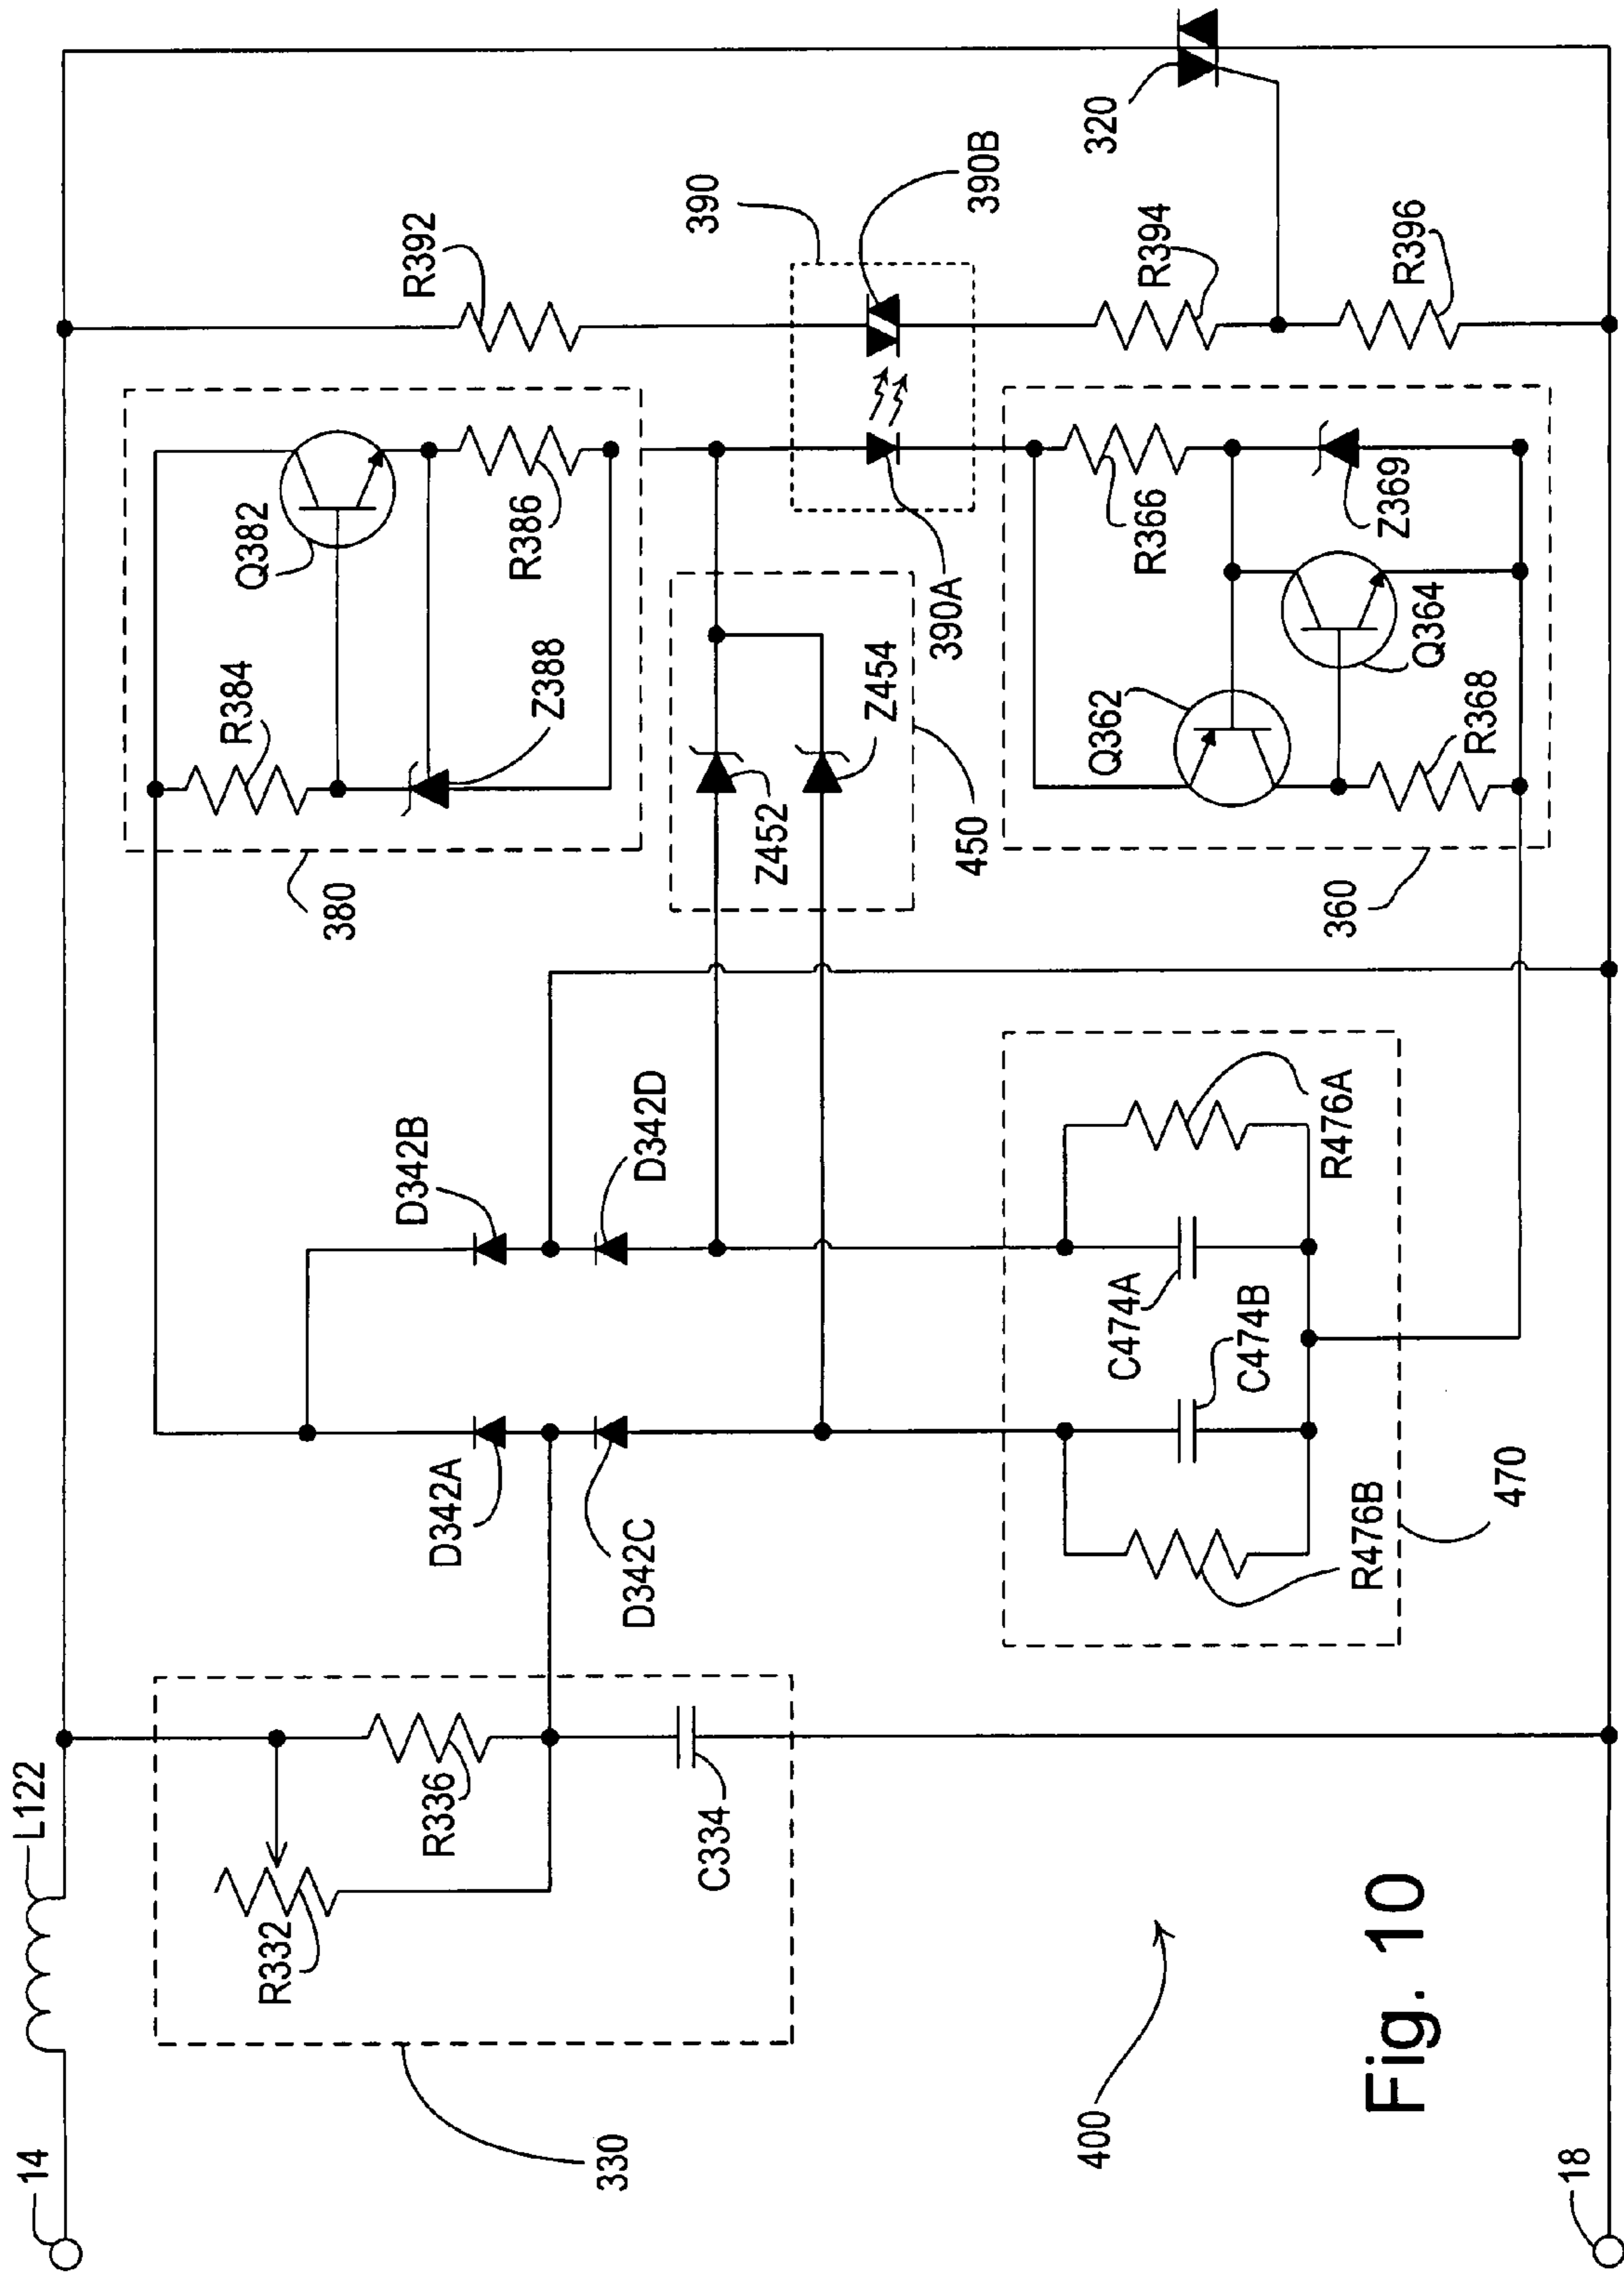 14
L122
R332
R336
C334
330
D342A
D342B
D342C
D342D
380
R384
Q382
R386
Z388
R392
390
390B
390A
Z452
Z454
450
320
R394
R396
R366
Z369
Q362
Q364
R368
360
R476A
C474A
C474B
R476B
470
400
18
Fig. 10